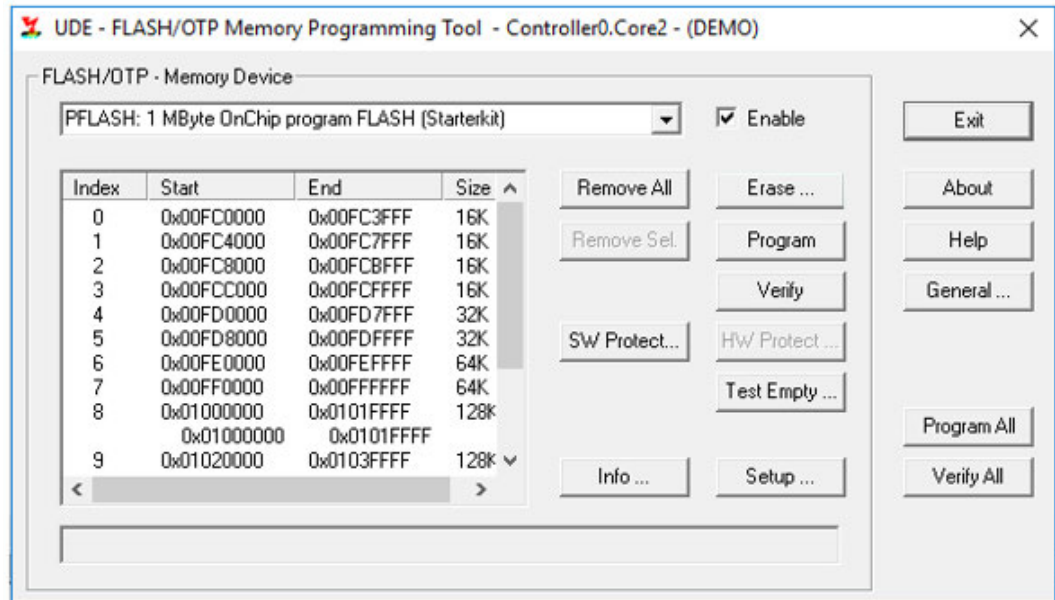 UDE - FLASH/OTP Memory Programming Tool - Controller0.Core2 - (DEMO)
FLASH/OTP - Memory Device
PFLASH: 1 MByte OnChip program FLASH (Starterkit)
Enable
Exit
Index Start End Size
0 0x00FC0000 0x00FC3FFF 16K
1 0x00FC4000 0x00FC7FFF 16K
2 0x00FC8000 0x00FCBFFF 16K
3 0x00FCC000 0x00FCFFFF 16K
4 0x00FD0000 0x00FD7FFF 32K
5 0x00FD8000 0x00FDFFFF 32K
6 0x00FE0000 0x00FEFFFF 64K
7 0x00FF0000 0x00FFFFFF 64K
8 0x01000000 0x0101FFFF 128K
0x01000000 0x0101FFFF
9 0x01020000 0x0103FFFF 128K
Remove All
Erase ...
About
Remove Sel.
Program
Help
Verify
General ...
SW Protect...
HW Protect ...
Test Empty ...
Program All
Info ...
Setup ...
Verify All